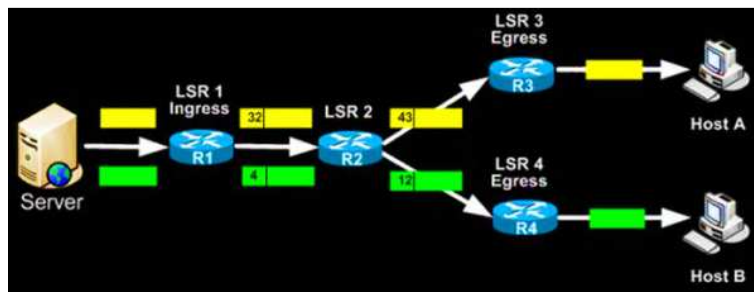 LSR 3
Egress
R3
Host A
LSR 1
Ingress
32
LSR 2
43
R1
R2
4
12
Server
LSR 4
Egress
R4
Host B